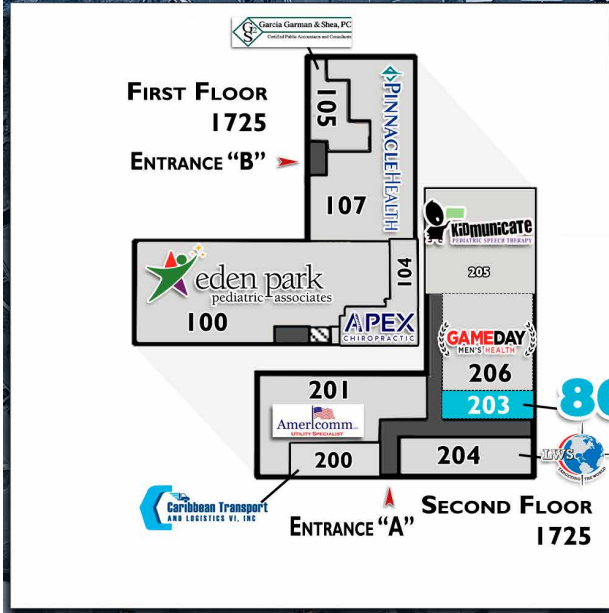 Garcia Garman & Shea, PC
Certified Public Accountants and Consultants
FIRST FLOOR
1725
ENTRANCE "B"
105
PINNACLEHEALTH
107
KiDmunicate
PEDIATRIC SPEECH THERAPY
205
eden park
pediatric associates
100
104
APEX
CHIROPRACTIC
GAMEDAY
MEN'S HEALTH
206
203
80
201
Amerlcomm
UTILITY SPECIALIST
200
204
LWS
Caribbean Transport
AND LOGISTICS VI, INC
ENTRANCE "A"
SECOND FLOOR
1725